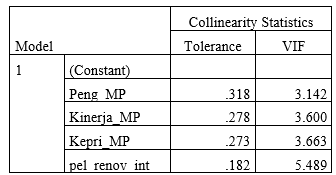 Collinearity Statistics
Model Tolerance VIF
1 (Constant)
Peng_MP .318 3.142
Kinerja_MP .278 3.600
Kepri_MP .273 3.663
pel_renov_int .182 5.489